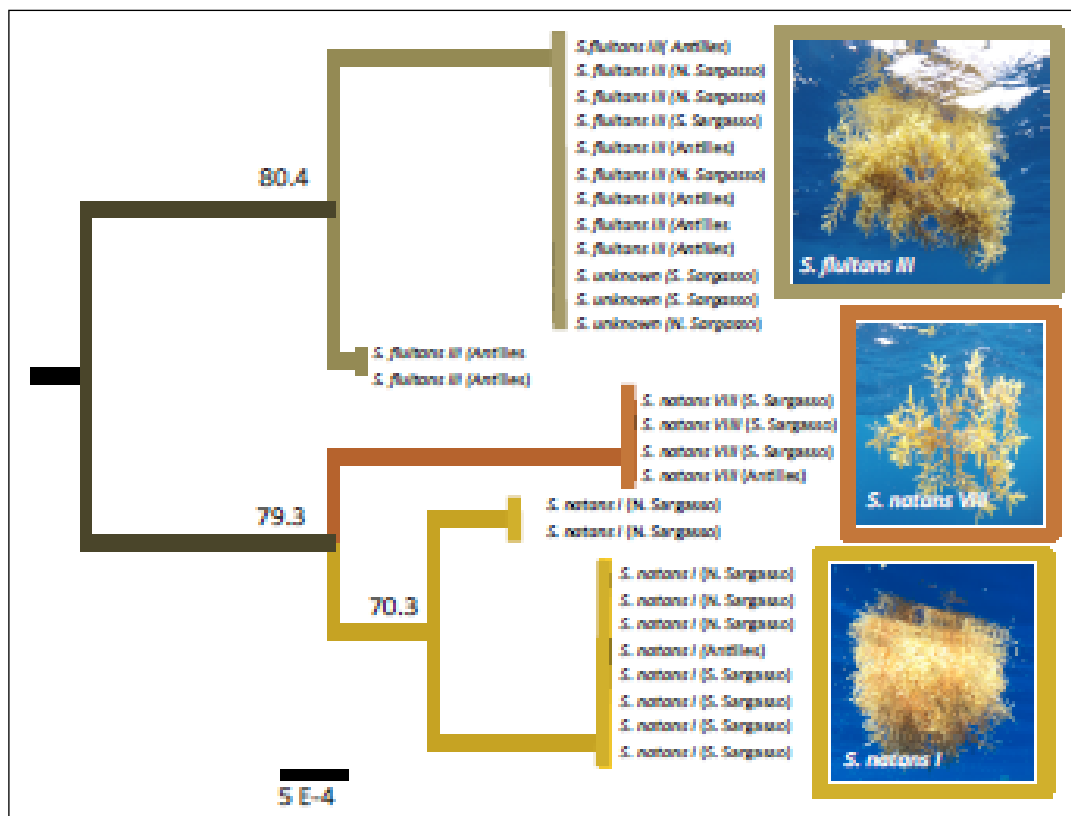 S.fluitans III( Antilles)
S. fluitans III (N. Sargasso)
S. fluitans III (N. Sargasso)
S. fluitans III (S. Sargasso)
S. fluitans III (Antilles)
S. fluitans III (N. Sargasso)
S. fluitans III (Antilles)
S. fluitans III (Antilles
S. fluitans III (Antilles)
S. unknown (S. Sargasso)
S. unknown (S. Sargasso)
S. unknown (N. Sargasso)
S. fluitans III
80.4
S. fluitans III (Antilles
S. fluitans III (Antilles)
S. natans VIII (S. Sargasso)
S. natans VIII (S. Sargasso)
S. natans VIII (S. Sargasso)
S. natans VIII (Antilles)
S. natans VIII
79.3
S. natans I (N. Sargasso)
S. natans I (N. Sargasso)
70.3
S. natans I (N. Sargasso)
S. natans I (N. Sargasso)
S. natans I (N. Sargasso)
S. natans I (Antilles)
S. natans I (S. Sargasso)
S. natans I (S. Sargasso)
S. natans I (S. Sargasso)
S. natans I (S. Sargasso)
S. natans I
5 E-4